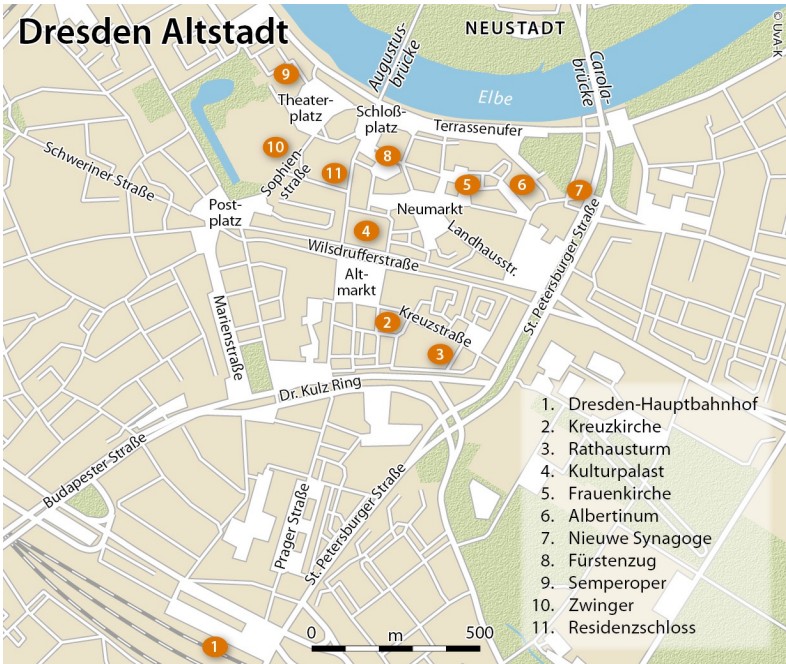 Dresden Altstadt
NEUSTADT
© UvA-K
Augustus-
brücke
Carola-
brücke
Elbe
9
Theater-
platz
Schloß-
platz
Terrassenufer
10
Sophien-
straße
11
8
5
6
7
Schweriner Straße
Post-
platz
Neumarkt
4
Landhausstr.
Wilsdrufferstraße
Alt-
markt
St. Petersburger Straße
Marienstraße
2
Kreuzstraße
3
Dr. Kulz Ring
Budapester Straße
Prager Straße
St. Petersburger Straße
1
0 m 500
1. Dresden-Hauptbahnhof
2. Kreuzkirche
3. Rathausturm
4. Kulturpalast
5. Frauenkirche
6. Albertinum
7. Nieuwe Synagoge
8. Fürstenzug
9. Semperoper
10. Zwinger
11. Residenzschloss